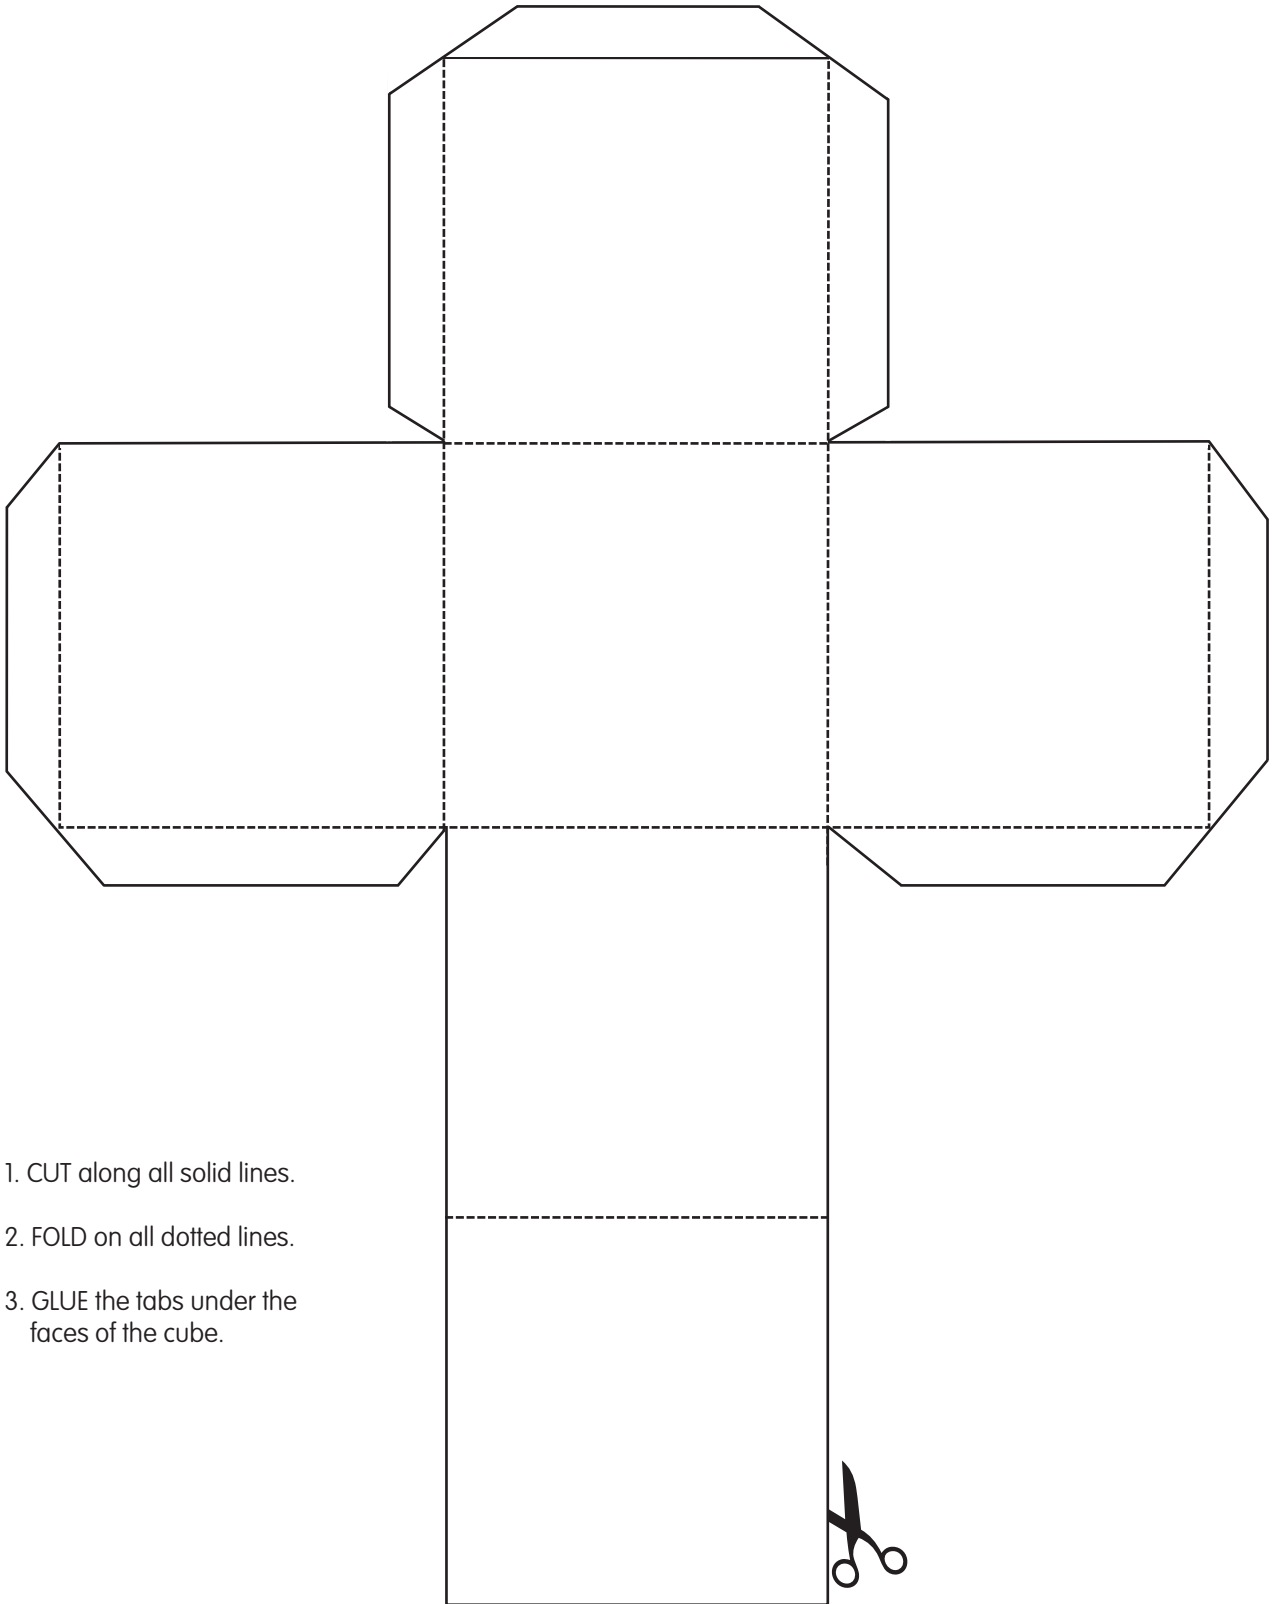 1. CUT along all solid lines.
2. FOLD on all dotted lines.
3. GLUE the tabs under the
faces of the cube.